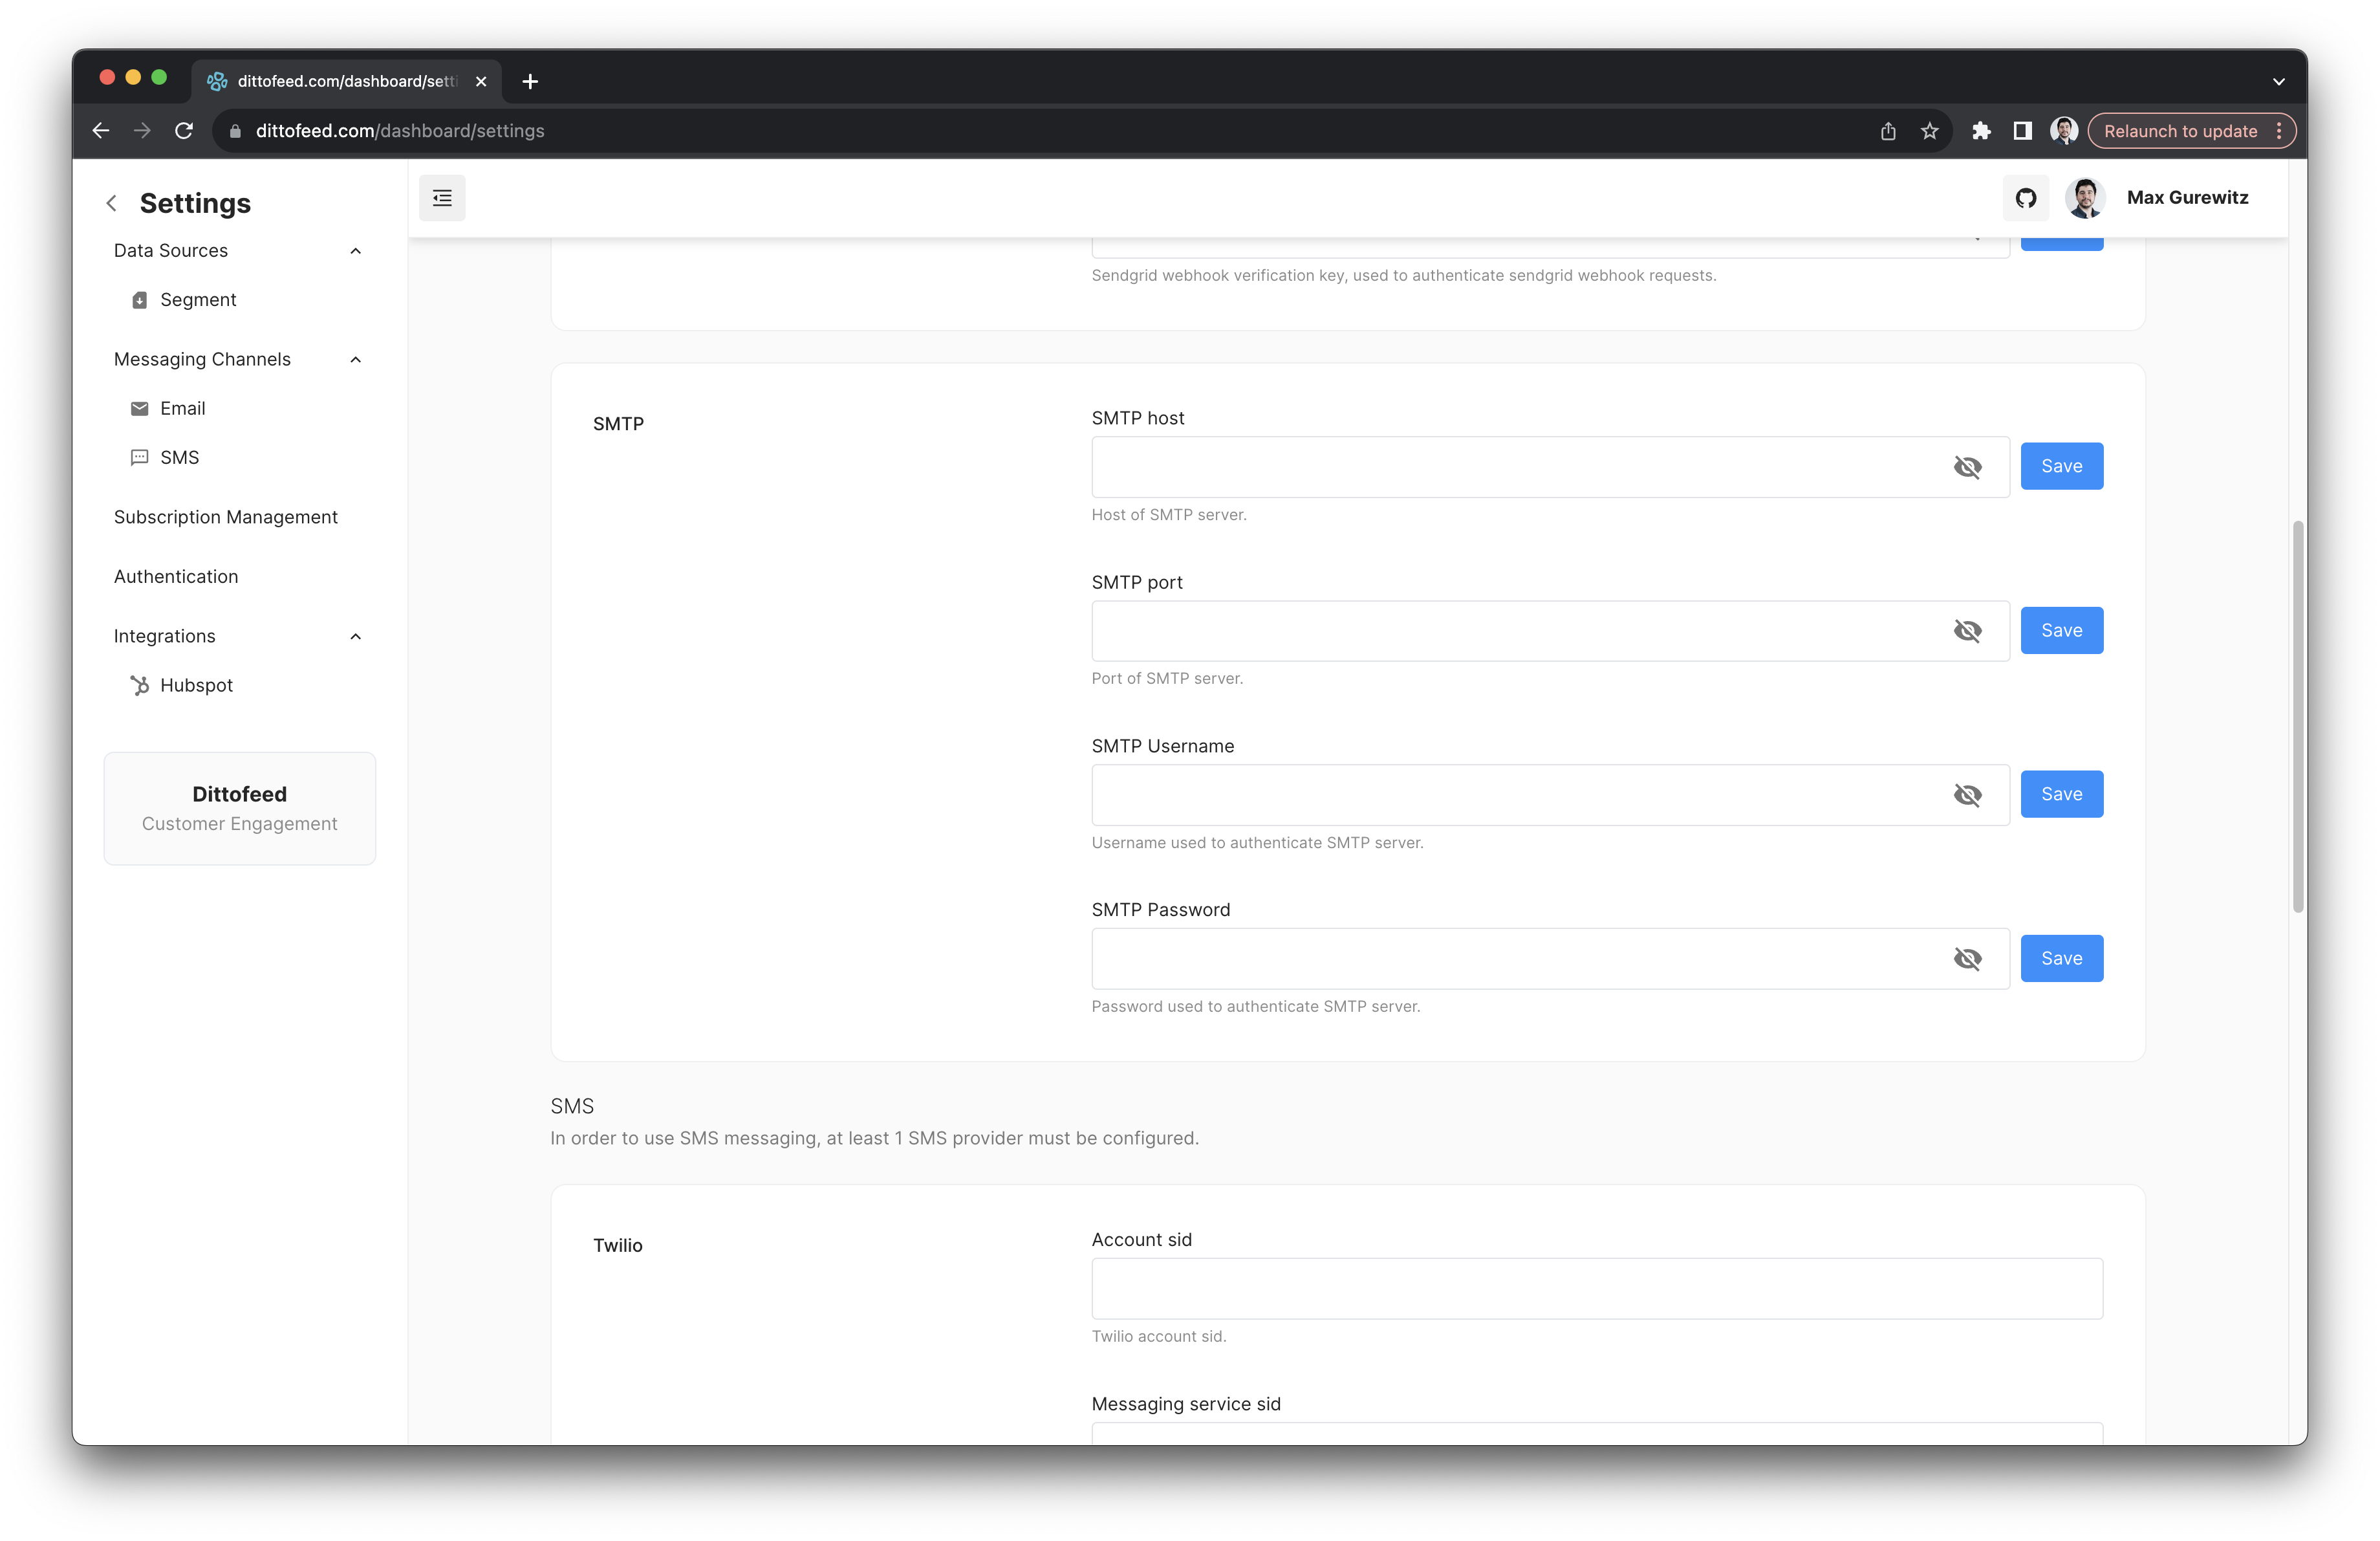 dittofeed.com/dashboard/setti
dittofeed.com/dashboard/settings
Relaunch to update
Settings
Max Gurewitz
Data Sources
Segment
Messaging Channels
Email
SMS
Subscription Management
Authentication
Integrations
Hubspot
Dittofeed
Customer Engagement
Sendgrid webhook verification key, used to authenticate sendgrid webhook requests.
SMTP
SMTP host
Save
Host of SMTP server.
SMTP port
Save
Port of SMTP server.
SMTP Username
Save
Username used to authenticate SMTP server.
SMTP Password
Save
Password used to authenticate SMTP server.
SMS
In order to use SMS messaging, at least 1 SMS provider must be configured.
Twilio
Account sid
Twilio account sid.
Messaging service sid